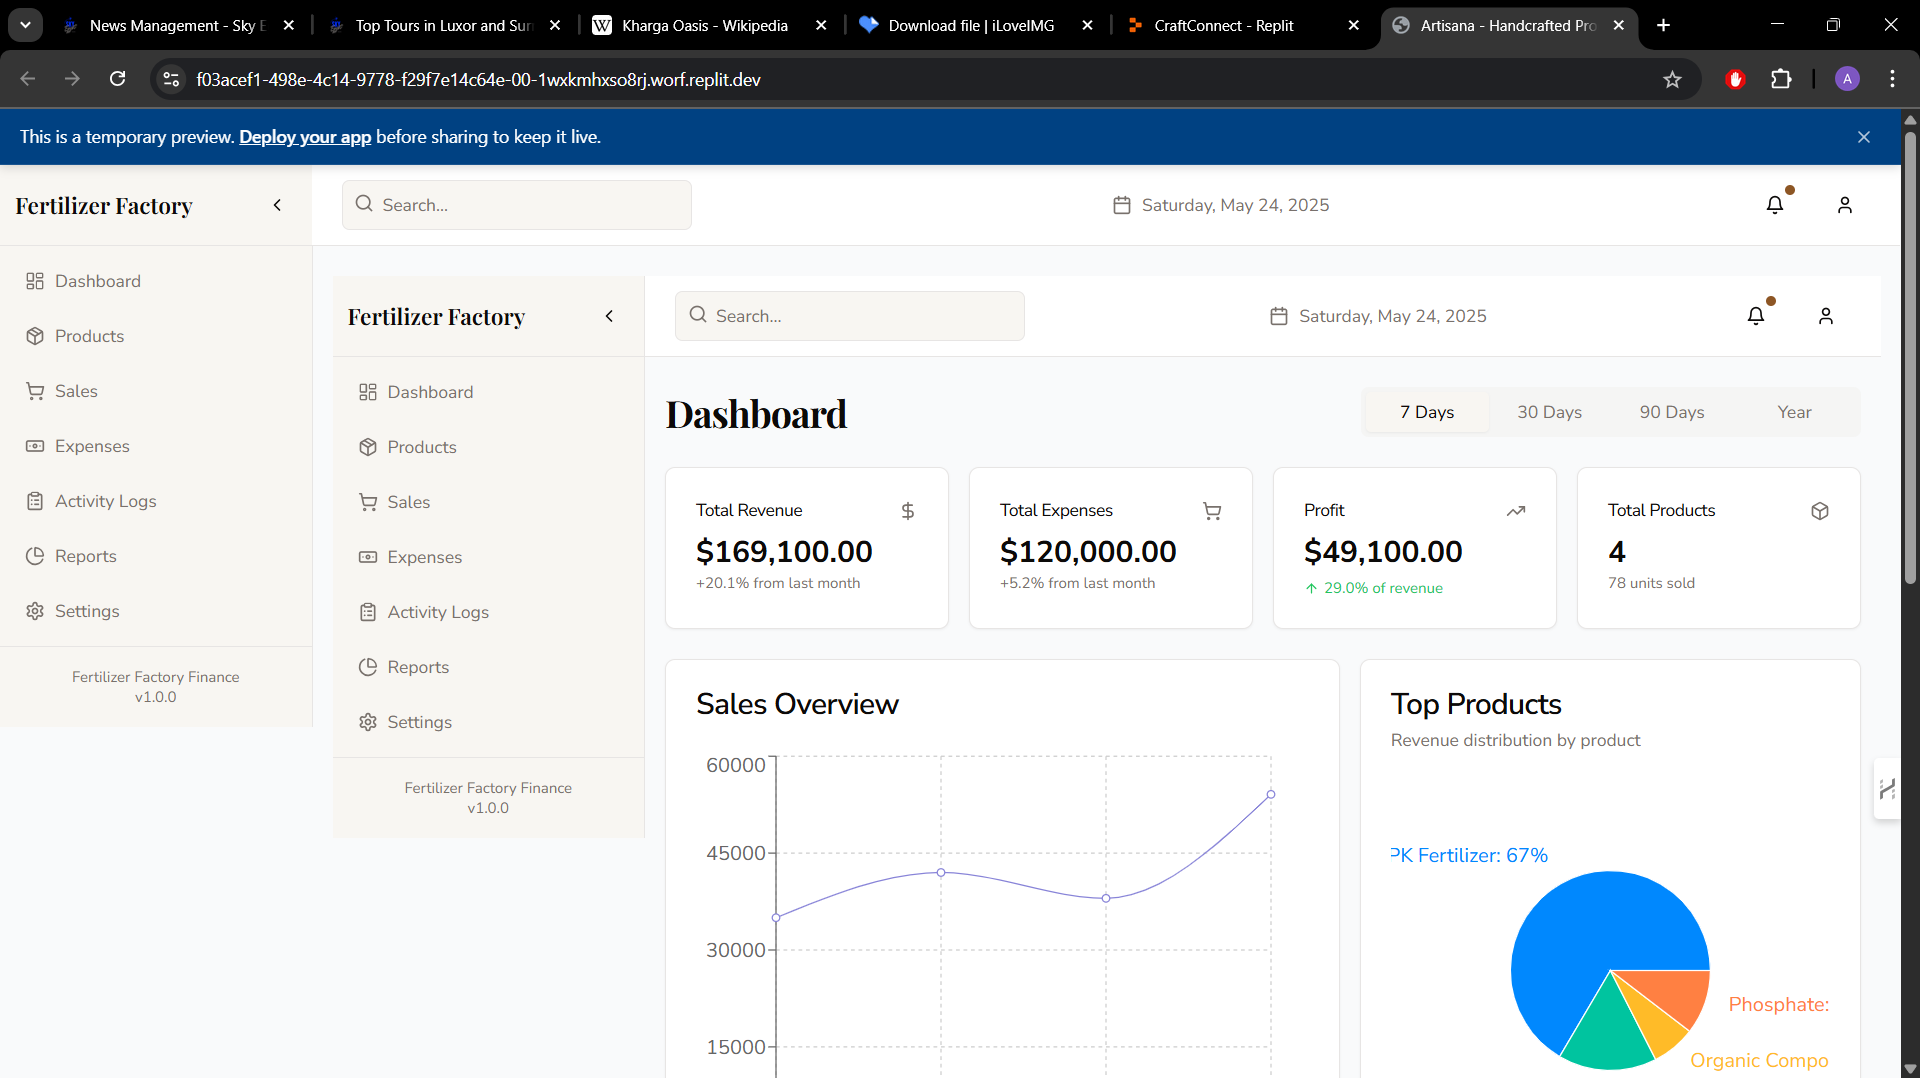 News Management - Sky E
Top Tours in Luxor and Sun
W Kharga Oasis - Wikipedia
Download file | iLoveIMG
CraftConnect - Replit
Artisana - Handcrafted Pro
f03acef1-498e-4c14-9778-f29f7e14c64e-00-1wxkmhxso8rj.worf.replit.dev
A
This is a temporary preview. Deploy your app before sharing to keep it live.
Fertilizer Factory
Search...
Saturday, May 24, 2025
Dashboard
Products
Sales
Expenses
Activity Logs
Reports
Settings
Fertilizer Factory Finance
v1.0.0
Fertilizer Factory
Search...
Saturday, May 24, 2025
Dashboard
Products
Sales
Expenses
Activity Logs
Reports
Settings
Fertilizer Factory Finance
v1.0.0
Dashboard
7 Days
30 Days
90 Days
Year
Total Revenue
$169,100.00
+20.1% from last month
Total Expenses
$120,000.00
+5.2% from last month
Profit
$49,100.00
29.0% of revenue
Total Products
4
78 units sold
Sales Overview
60000
45000
30000
15000
Top Products
Revenue distribution by product
PK Fertilizer: 67%
Phosphate:
Organic Compo